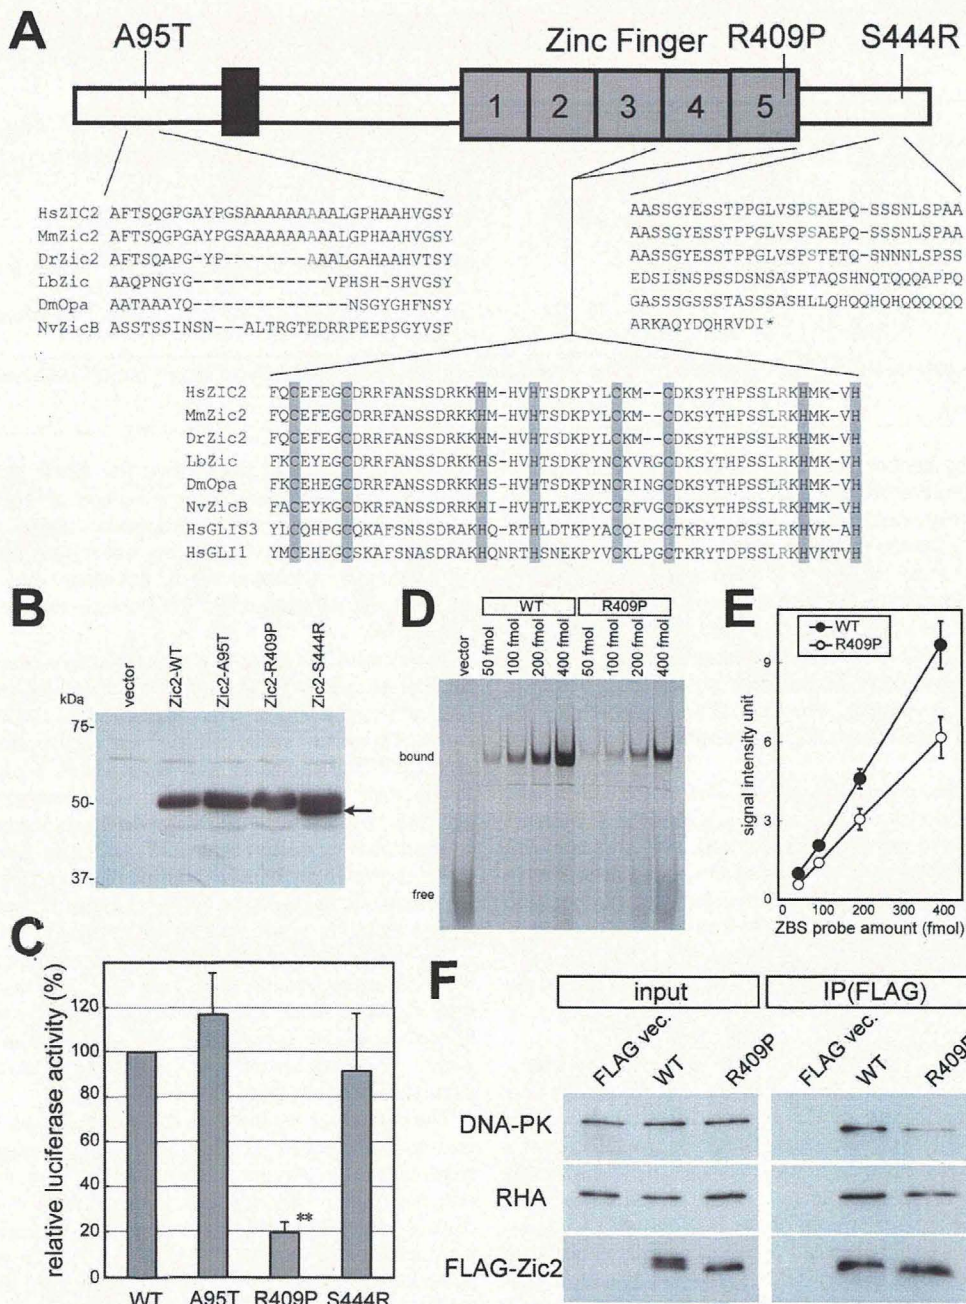 A
A95T
Zinc Finger
R409P
S444R
1 2 3 4 5
HsZIC2 AFTSQGPGAYPGSAAAAAAAAAALGPHAAHVGSY
MmZic2 AFTSQGPGAYPGSAAAAAAAAAALGPHAAHVGSY
DrZic2 AFTSQAPG-YP---------AAALGAHAAHVTSY
LbZic AAQPNGYG--------------VPHSH-SHVGSY
DmOpa AATAAAYQ----------------NSGYGHFNSY
NvZicB ASSTSSINSN---ALTRGTEDRRPEEPSGYVSF
AASSGYESSTPPGLVSPSAEPQ-SSSNLSPAA
AASSGYESSTPPGLVSPSAEPQ-SSSNLSPAA
AASSGYESSTPPGLVSPSTETQ-SNNNLSPAA
EDSISNSPSSDSNSASPTAQSHNQTQQQAPPQ
GASSSGSSSTASSSASHLLQHQQHQHQQQQQQ
ARKAQYDQHRVDI*
HsZIC2 FQCEFEGCDRRFANSSDRKKHM-HVHTSDKPYLCKM--CDKSYTHPSSLRKHMK-VH
MmZic2 FQCEFEGCDRRFANSSDRKKHM-HVHTSDKPYLCKM--CDKSYTHPSSLRKHMK-VH
DrZic2 FQCEFEGCDRRFANSSDRKKHM-HVHTSDKPYLCKM--CDKSYTHPSSLRKHMK-VH
LbZic FKCEYEGCDRRFANSSDRKKHS-HVHTSDKPYNCKVRGCDKSYTHPSSLRKHMK-VH
DmOpa FKCEHEGCDRRFANSSDRKKHS-HVHTSDKPYNCRINGCDKSYTHPSSLRKHMK-VH
NvZicB FACEYKGCDRRFANSSDRKKHI-HVHTLEKPYCCRFVGCDKSYTHPSSLRKHMK-VH
HsGLIS3 YLCQHPGCQKAFSNSSDRAKHQ-RTHLDTKPYACQIPGCTKRYTDPSSLRKHVK-AH
HsGLI1 YMCEHEGCSKAFSNASDRAKHQNRTHSNEKPYVCKLPGCTKRYTDPSSLRKHVKTVH
B
kDa
vector
Zic2-WT
Zic2-A95T
Zic2-R409P
Zic2-S444R
75-
50-
37-
D
WT R409P
vector
50 fmol
100 fmol
200 fmol
400 fmol
50 fmol
100 fmol
200 fmol
400 fmol
bound
free
E
WT
R409P
signal intensity unit
9
6
3
0
100 200 300 400
ZBS probe amount (fmol)
C
relative luciferase activity (%)
120
100
80
60
40
20
0
**
WT A95T R409P S444R
F
input IP(FLAG)
FLAG vec. WT R409P FLAG vec. WT R409P
DNA-PK
RHA
FLAG-Zic2